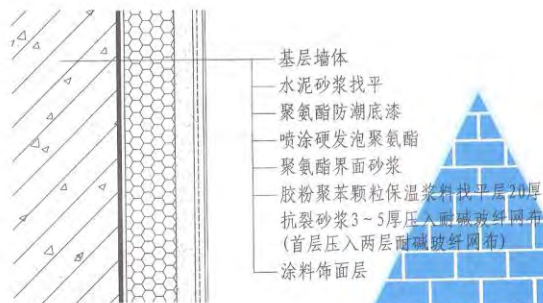 基层墙体
水泥砂浆找平
聚氨酯防潮底漆
喷涂硬发泡聚氨酯
聚氨酯界面砂浆
胶粉聚苯颗粒保温浆料找平层20厚
抗裂砂浆3~5厚压入耐碱玻纤网布
(首层压入两层耐碱玻纤网布)
涂料饰面层